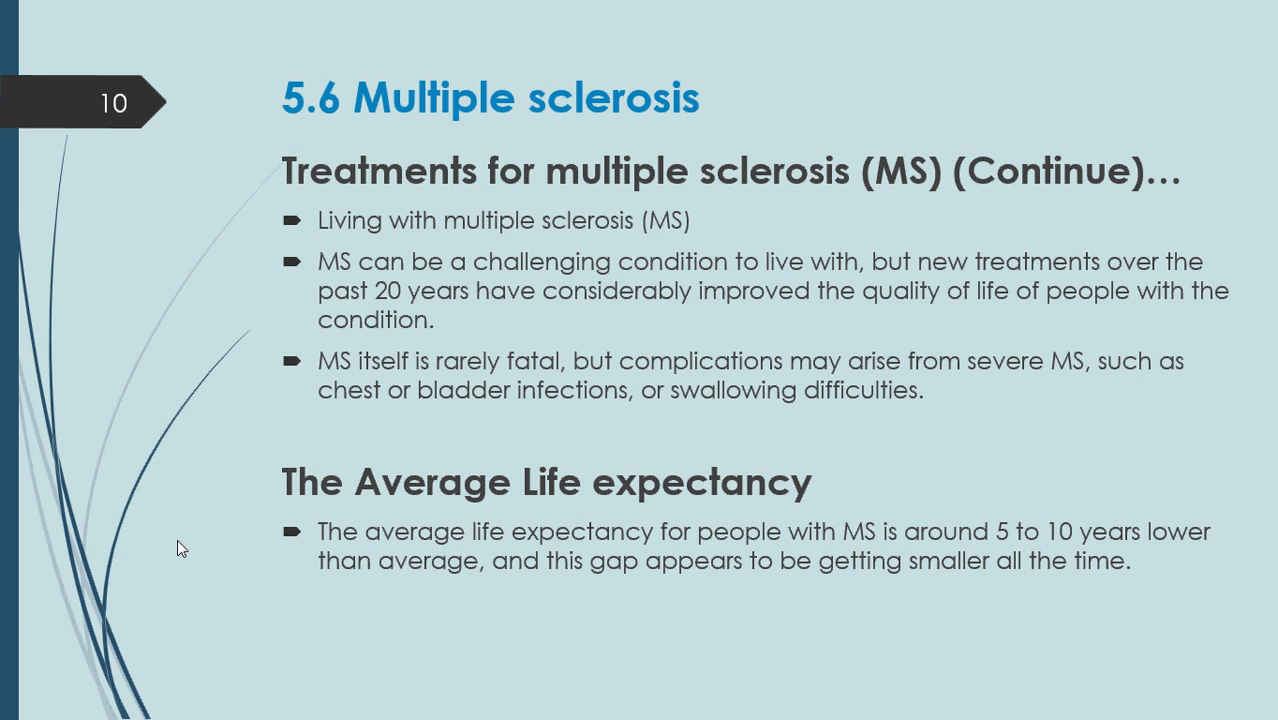 10
5.6 Multiple sclerosis
Treatments for multiple sclerosis (MS) (Continue)…
Living with multiple sclerosis (MS)
MS can be a challenging condition to live with, but new treatments over the
past 20 years have considerably improved the quality of life of people with the
condition.
MS itself is rarely fatal, but complications may arise from severe MS, such as
chest or bladder infections, or swallowing difficulties.
The Average Life expectancy
The average life expectancy for people with MS is around 5 to 10 years lower
than average, and this gap appears to be getting smaller all the time.